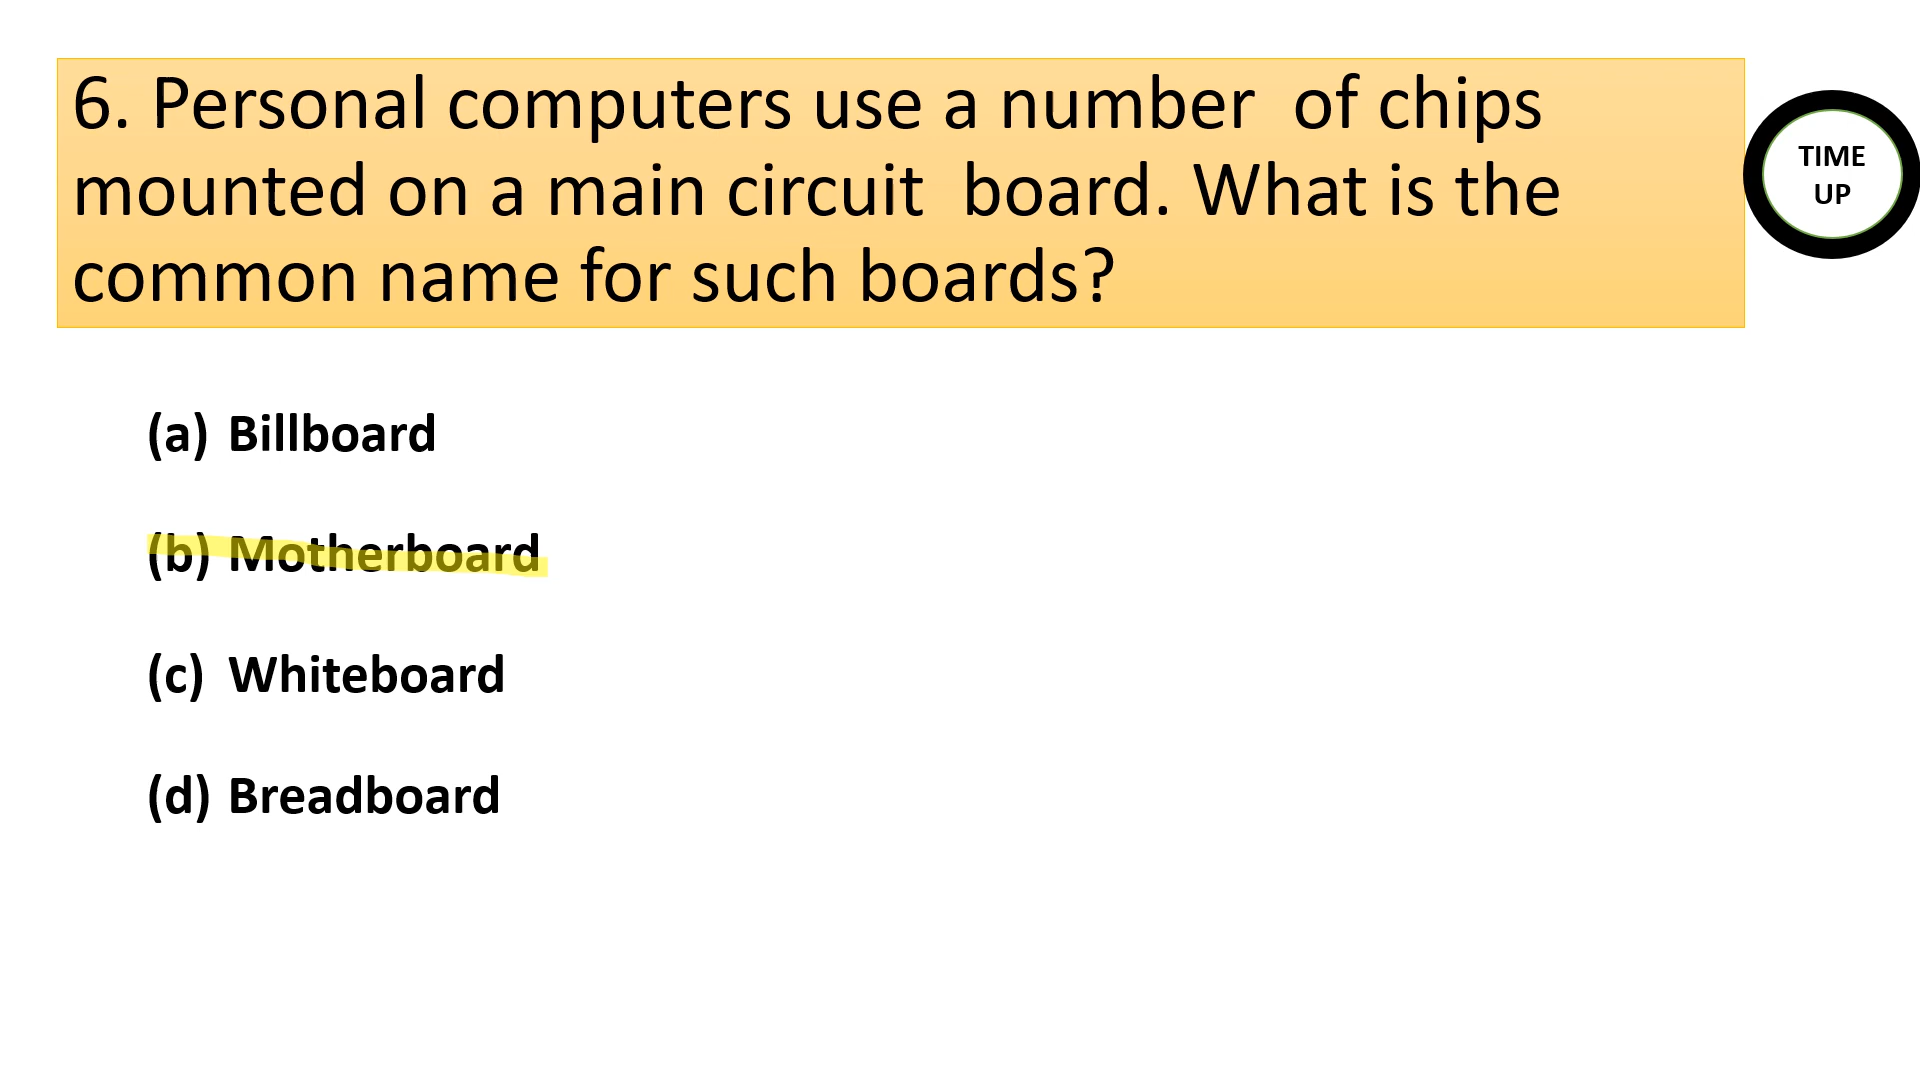 6. Personal computers use a number  of chips
mounted on a main circuit  board. What is the
common name for such boards?
TIME
UP
(a) Billboard
(b) Motherboard
(c) Whiteboard
(d) Breadboard